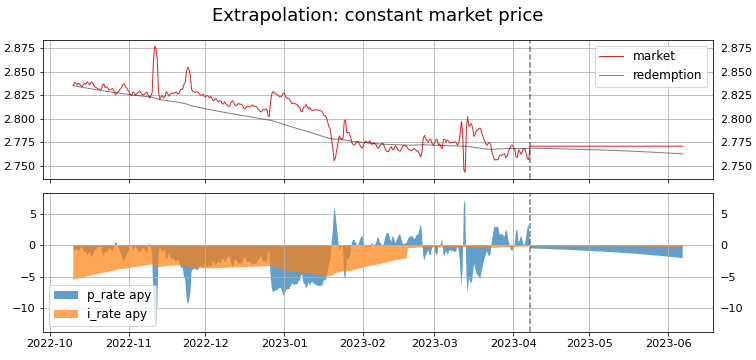 Extrapolation: constant market price
2.875 2.875
2.850 2.850
2.825 2.825
2.800 2.800
2.775 2.775
2.750 2.750
market
redemption
5 5
0 0
−5 −5
−10 −10
p_rate apy
i_rate apy
2022-10 2022-11 2022-12 2023-01 2023-02 2023-03 2023-04 2023-05 2023-06